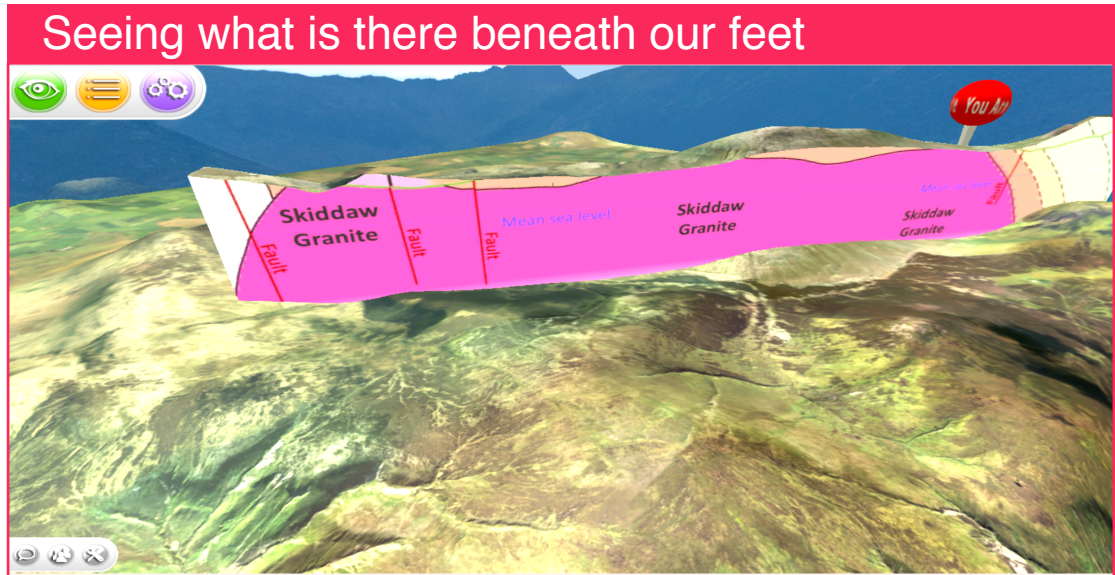 Seeing what is there beneath our feet
You Are
Skiddaw
Granite
Fault
Fault
Fault
Mean sea level
Skiddaw
Granite
Mean sea level
Skiddaw
Granite
Fault